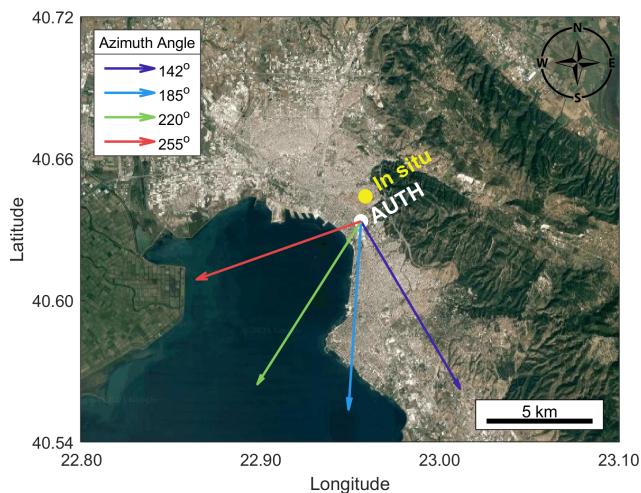 40.72
40.66
40.60
40.54
Latitude
22.80
22.90
23.00
23.10
Longitude
Azimuth Angle
142°
185°
220°
255°
N
W
E
S
In situ
AUTH
5 km